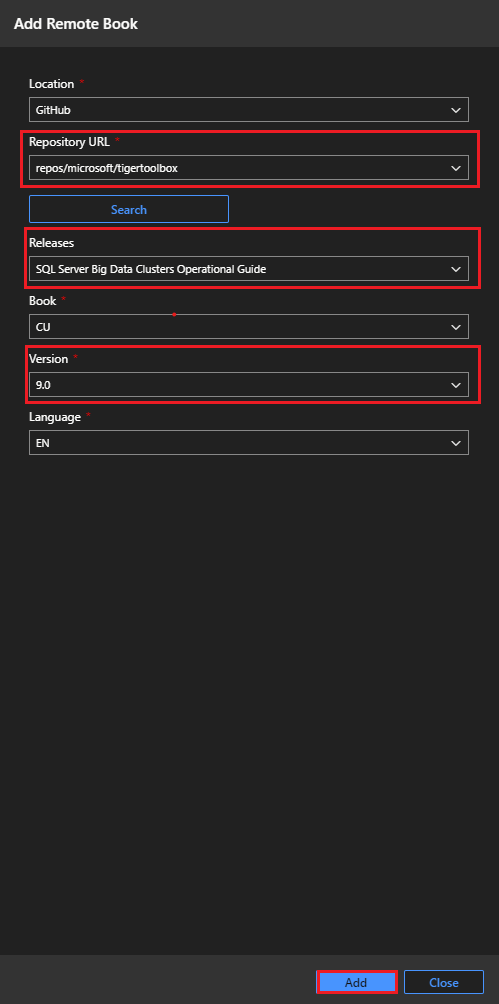 Add Remote Book
Location *
GitHub
Repository URL *
repos/microsoft/tigertoolbox
Search
Releases
SQL Server Big Data Clusters Operational Guide
Book *
CU
Version *
9.0
Language *
EN
Add
Close